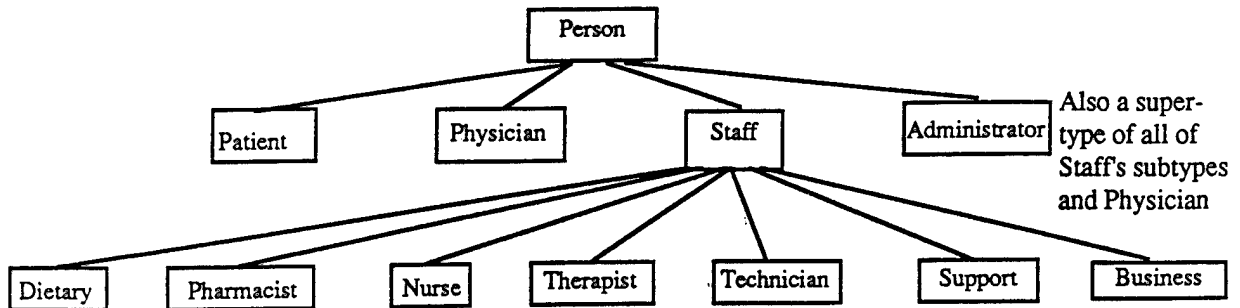 Person
Patient
Physician
Staff
Administrator
Also a super-
type of all of
Staff's subtypes
and Physician
Dietary
Pharmacist
Nurse
Therapist
Technician
Support
Business